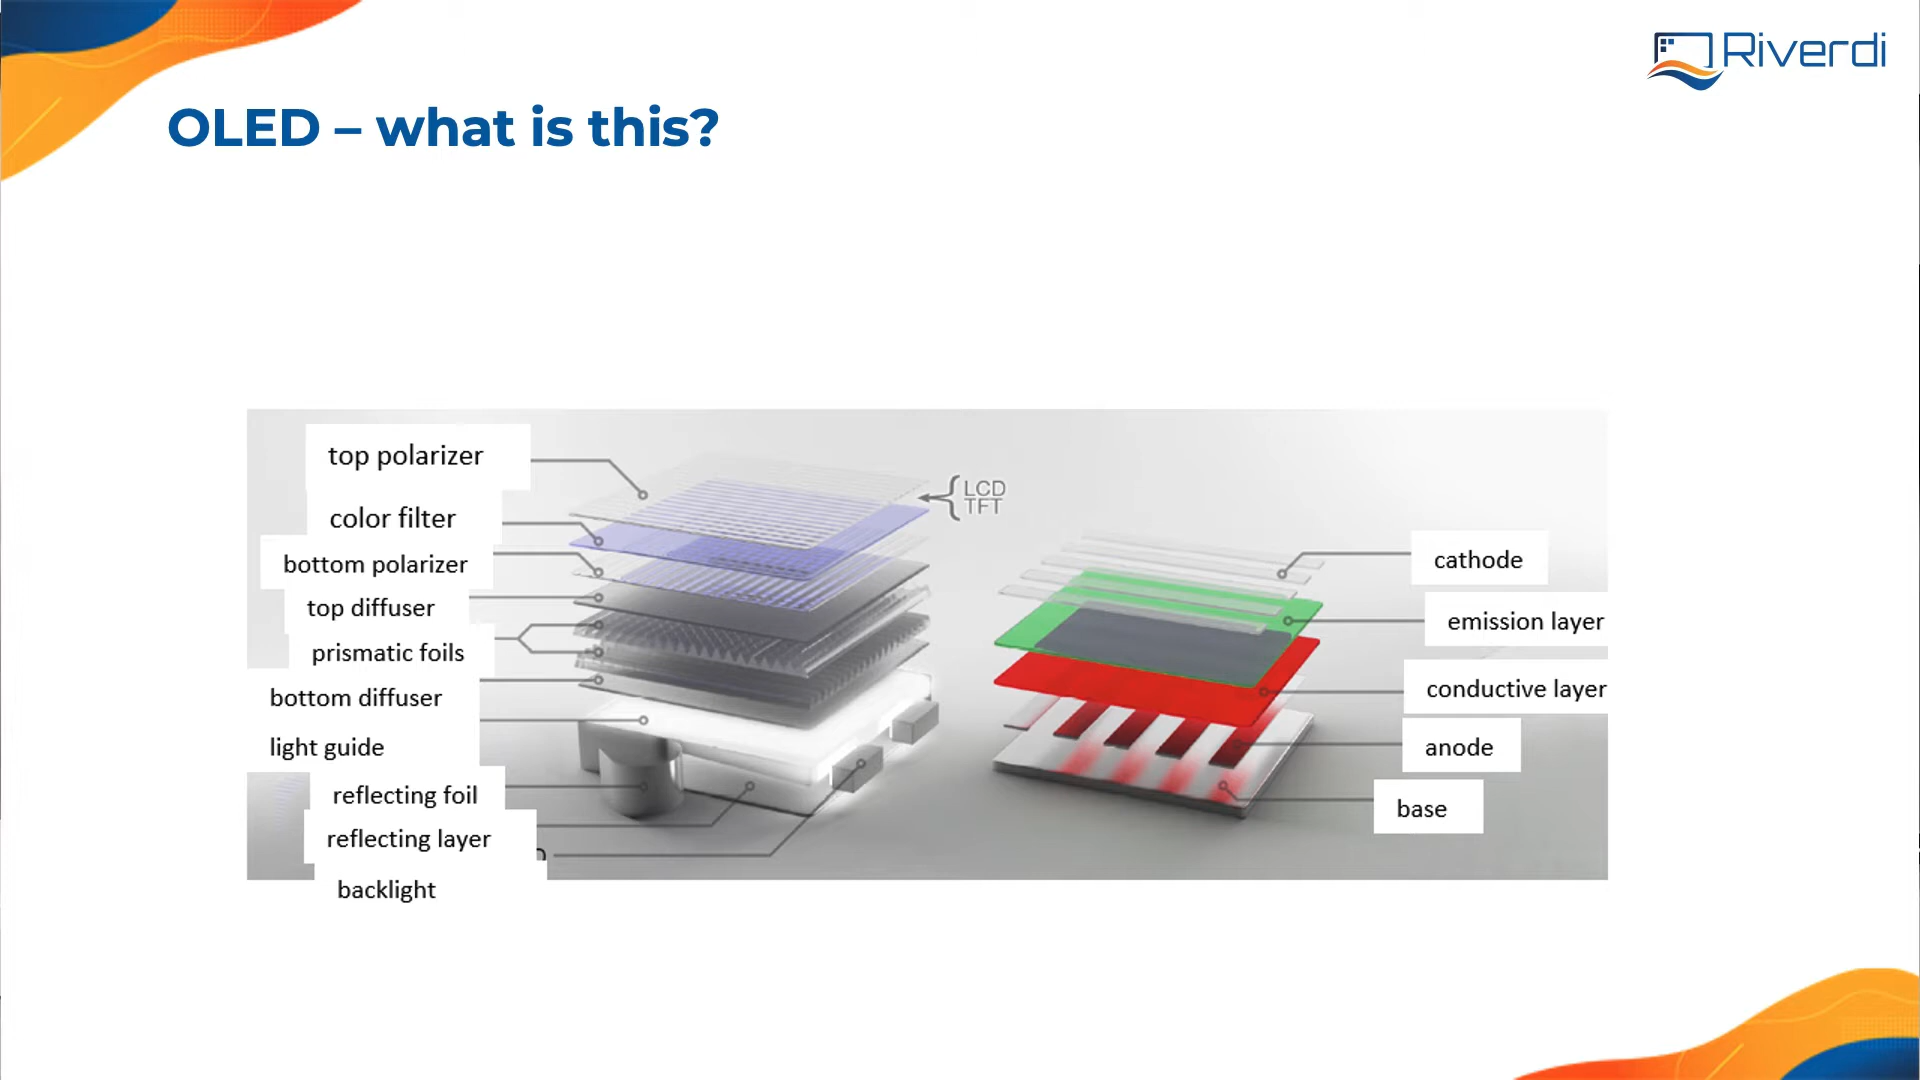 Riverdi
OLED – what is this?
top polarizer
color filter
bottom polarizer
top diffuser
prismatic foils
bottom diffuser
light guide
reflecting foil
reflecting layer
backlight
LCD
TFT
cathode
emission layer
conductive layer
anode
base